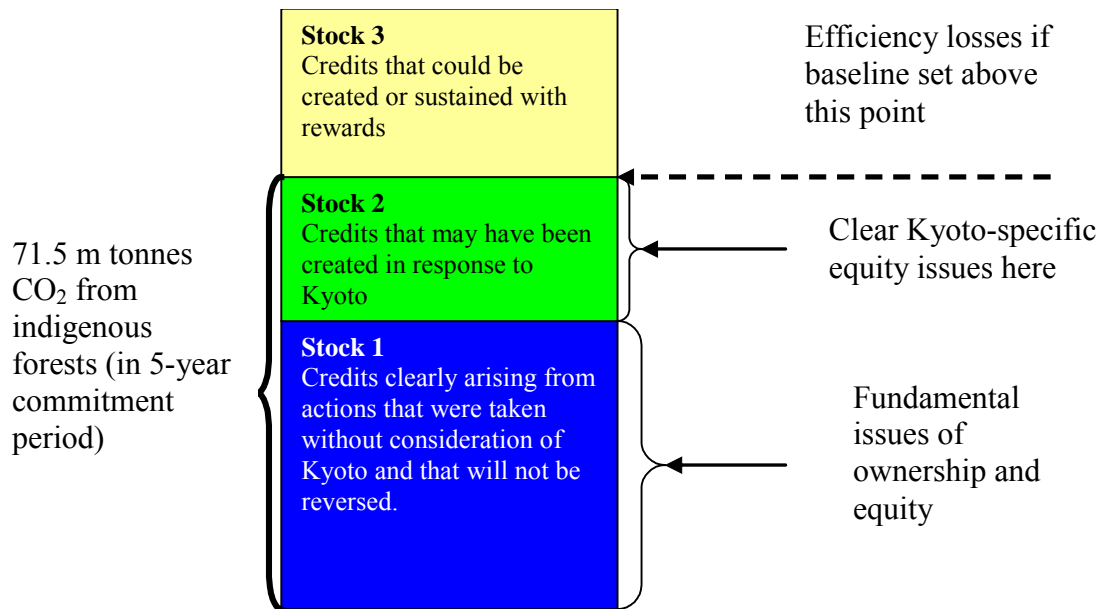 Stock 3
Credits that could be
created or sustained with
rewards
Efficiency losses if
baseline set above
this point
71.5 m tonnes
CO₂ from
indigenous
forests (in 5-year
commitment
period)
Stock 2
Credits that may have been
created in response to
Kyoto
Clear Kyoto-specific
equity issues here
Stock 1
Credits clearly arising from
actions that were taken
without consideration of
Kyoto and that will not be
reversed.
Fundamental
issues of
ownership and
equity